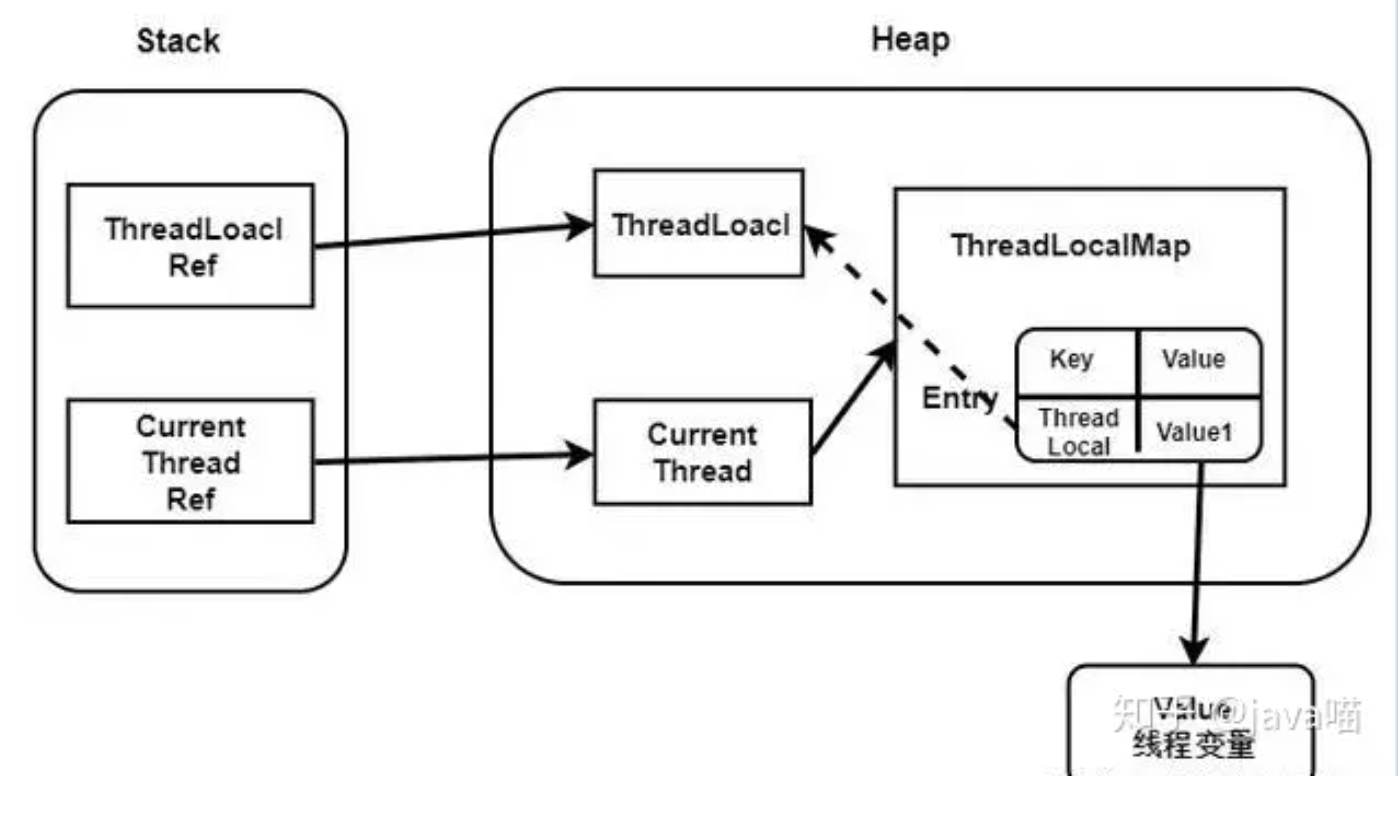 Stack
Heap
ThreadLoacl
Ref
ThreadLoacl
ThreadLocalMap
Key
Value
Entry
Thread
Local
Value1
Current
Thread
Ref
Current
Thread
Value
线程变量
知乎 @java喵